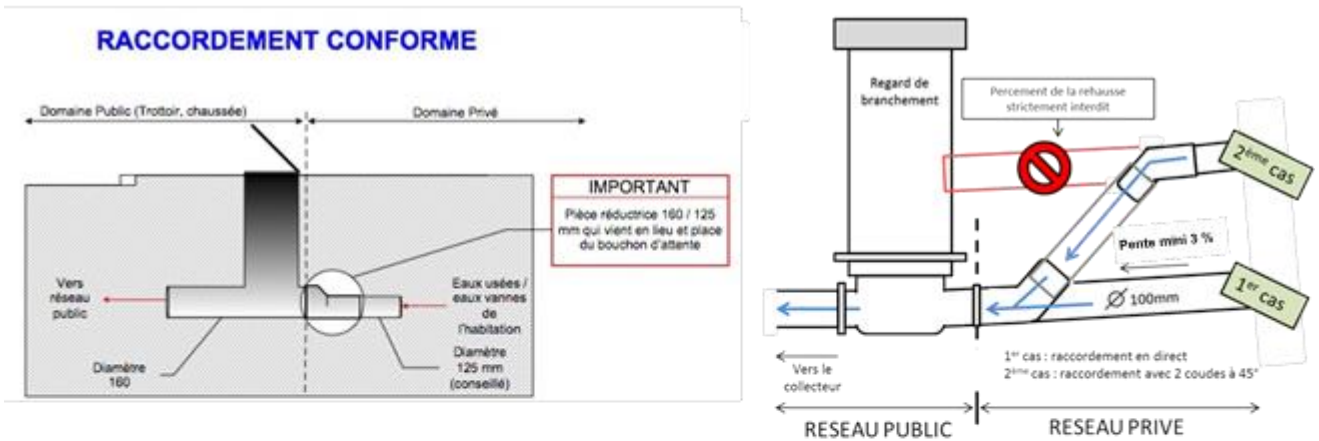 RACCORDEMENT CONFORME
Domaine Public (Trottoir, chaussée)
Domaine Privé
IMPORTANT
Pièce réductrice 160 / 125
mm qui vient en lieu et place
du bouchon d'attente
Vers
réseau
public
Eaux usées /
eaux vannes
de
l'habitation
Diamètre
160
Diamètre
125 mm
(conseillé)
Regard de
branchement
Percement de la rehausse
strictement interdit
2ème cas
Pente mini 3 %
Ø 100mm
1er cas
1er cas : raccordement en direct
2ème cas : raccordement avec 2 coudes à 45°
Vers le
collecteur
RESEAU PUBLIC
RESEAU PRIVE